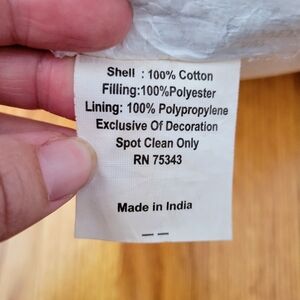 Shell : 100% Cotton
Filling:100%Polyester
Lining: 100% Polypropylene
Exclusive Of Decoration
Spot Clean Only
RN 75343
Made in India